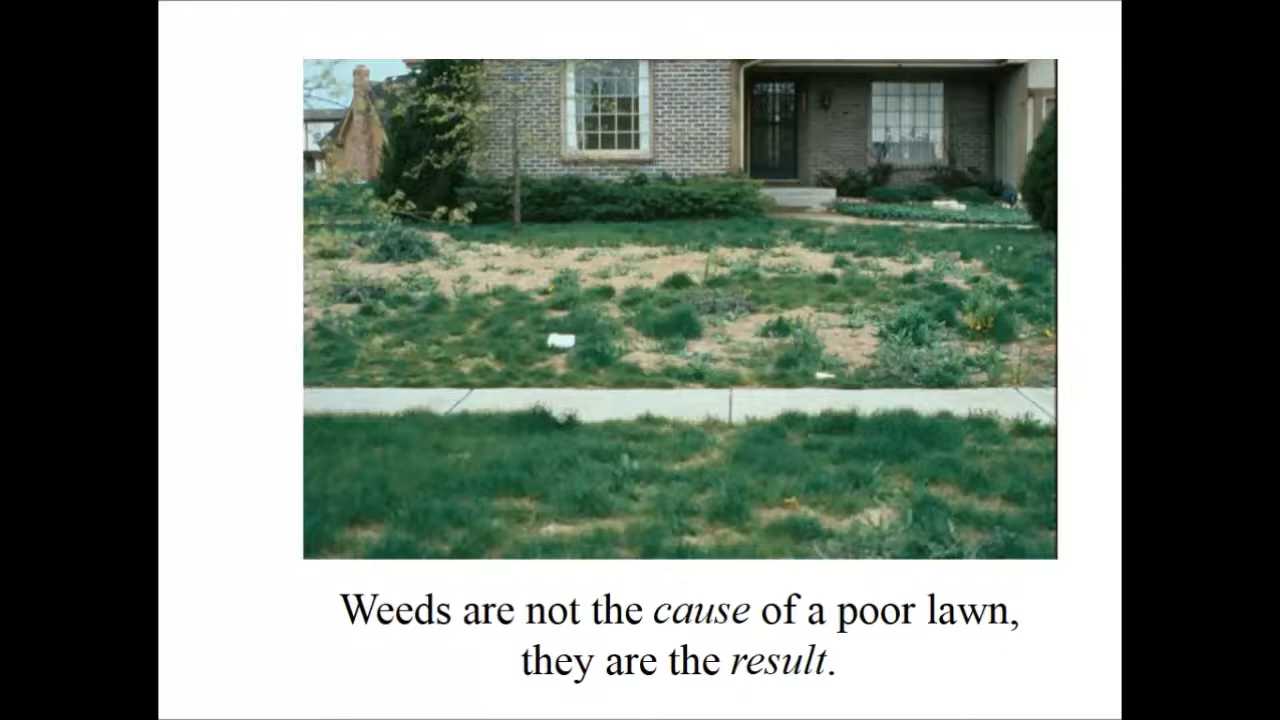 Weeds are not the cause of a poor lawn,
they are the result.